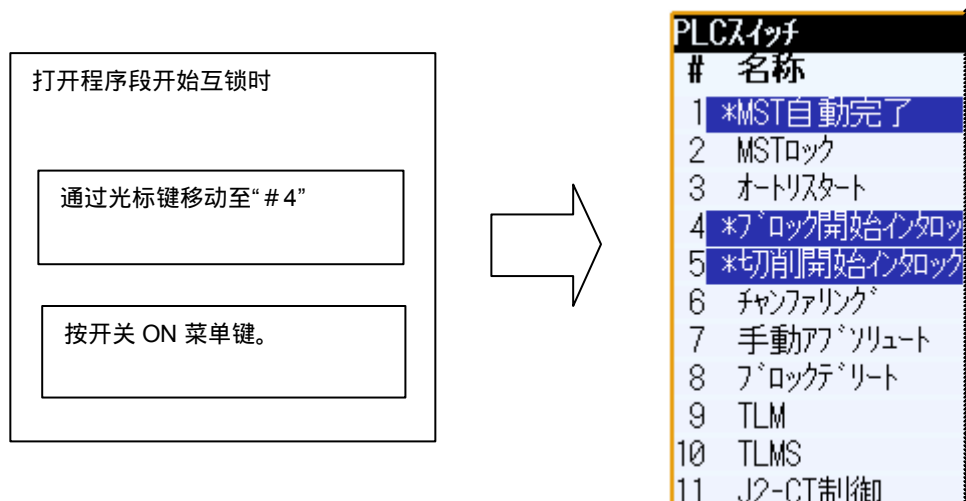 打开程序段开始互锁时
通过光标键移动至“＃4”
按开关 ON 菜单键。
PLCスイッチ
# 名称
1 *MST自動完了
2 MSTロック
3 オートリスタート
4 *ブロック開始インタロッ
5 *切削開始インタロック
6 チャンファリング
7 手動アブソリュート
8 ブロックデリート
9 TLM
10 TLMS
11 J2-CT制御